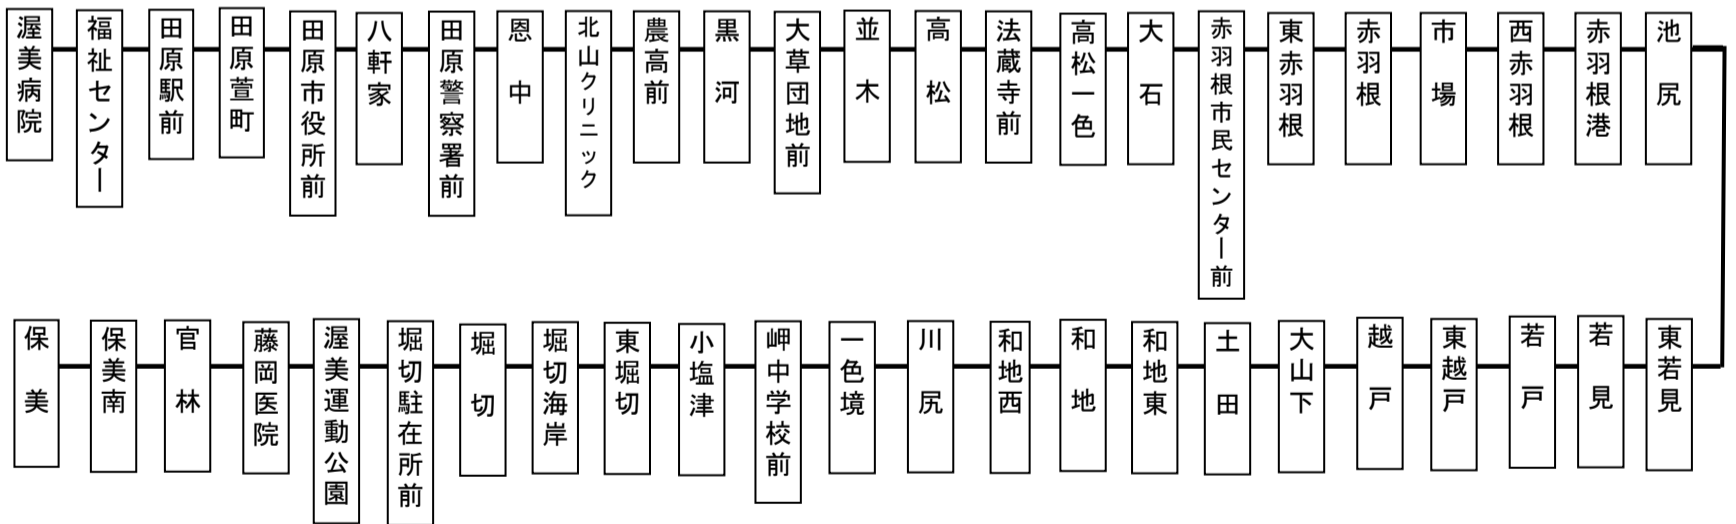 渥美病院
福祉センター
田原駅前
田原萱町
田原市役所前
八軒家
田原警察署前
恩中
北山クリニック
農高前
黒河
大草団地前
並木
高松
法蔵寺前
高松一色
大石
赤羽根市民センター前
東赤羽根
赤羽根
市場
西赤羽根
赤羽根港
池尻
東若見
若見
若戸
東越戸
越戸
大山下
土田
和地東
和地
和地西
川尻
一色境
岬中学校前
小塩津
東堀切
堀切海岸
堀切
堀切駐在所前
渥美運動公園
藤岡医院
官林
保美南
保美